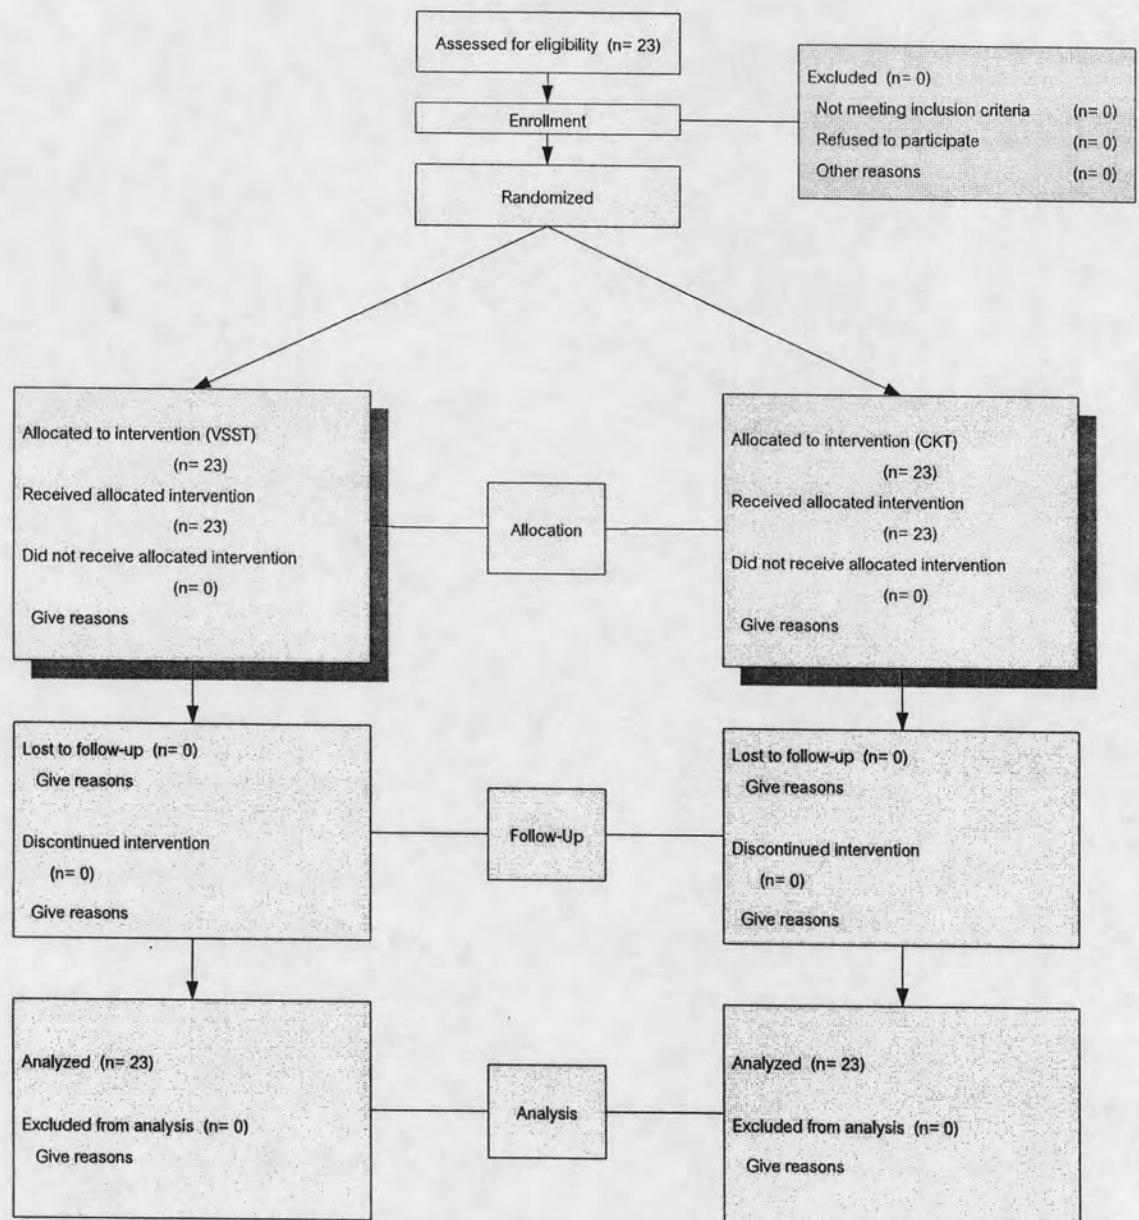 Assessed for eligibility (n= 23)
Excluded (n= 0)
Not meeting inclusion criteria (n= 0)
Refused to participate (n= 0)
Other reasons (n= 0)
Enrollment
Randomized
Allocated to intervention (VSST)
(n= 23)
Received allocated intervention
(n= 23)
Did not receive allocated intervention
(n= 0)
Give reasons
Allocation
Allocated to intervention (CKT)
(n= 23)
Received allocated intervention
(n= 23)
Did not receive allocated intervention
(n= 0)
Give reasons
Lost to follow-up (n= 0)
Give reasons
Discontinued intervention
(n= 0)
Give reasons
Follow-Up
Lost to follow-up (n= 0)
Give reasons
Discontinued intervention
(n= 0)
Give reasons
Analyzed (n= 23)
Excluded from analysis (n= 0)
Give reasons
Analysis
Analyzed (n= 23)
Excluded from analysis (n= 0)
Give reasons